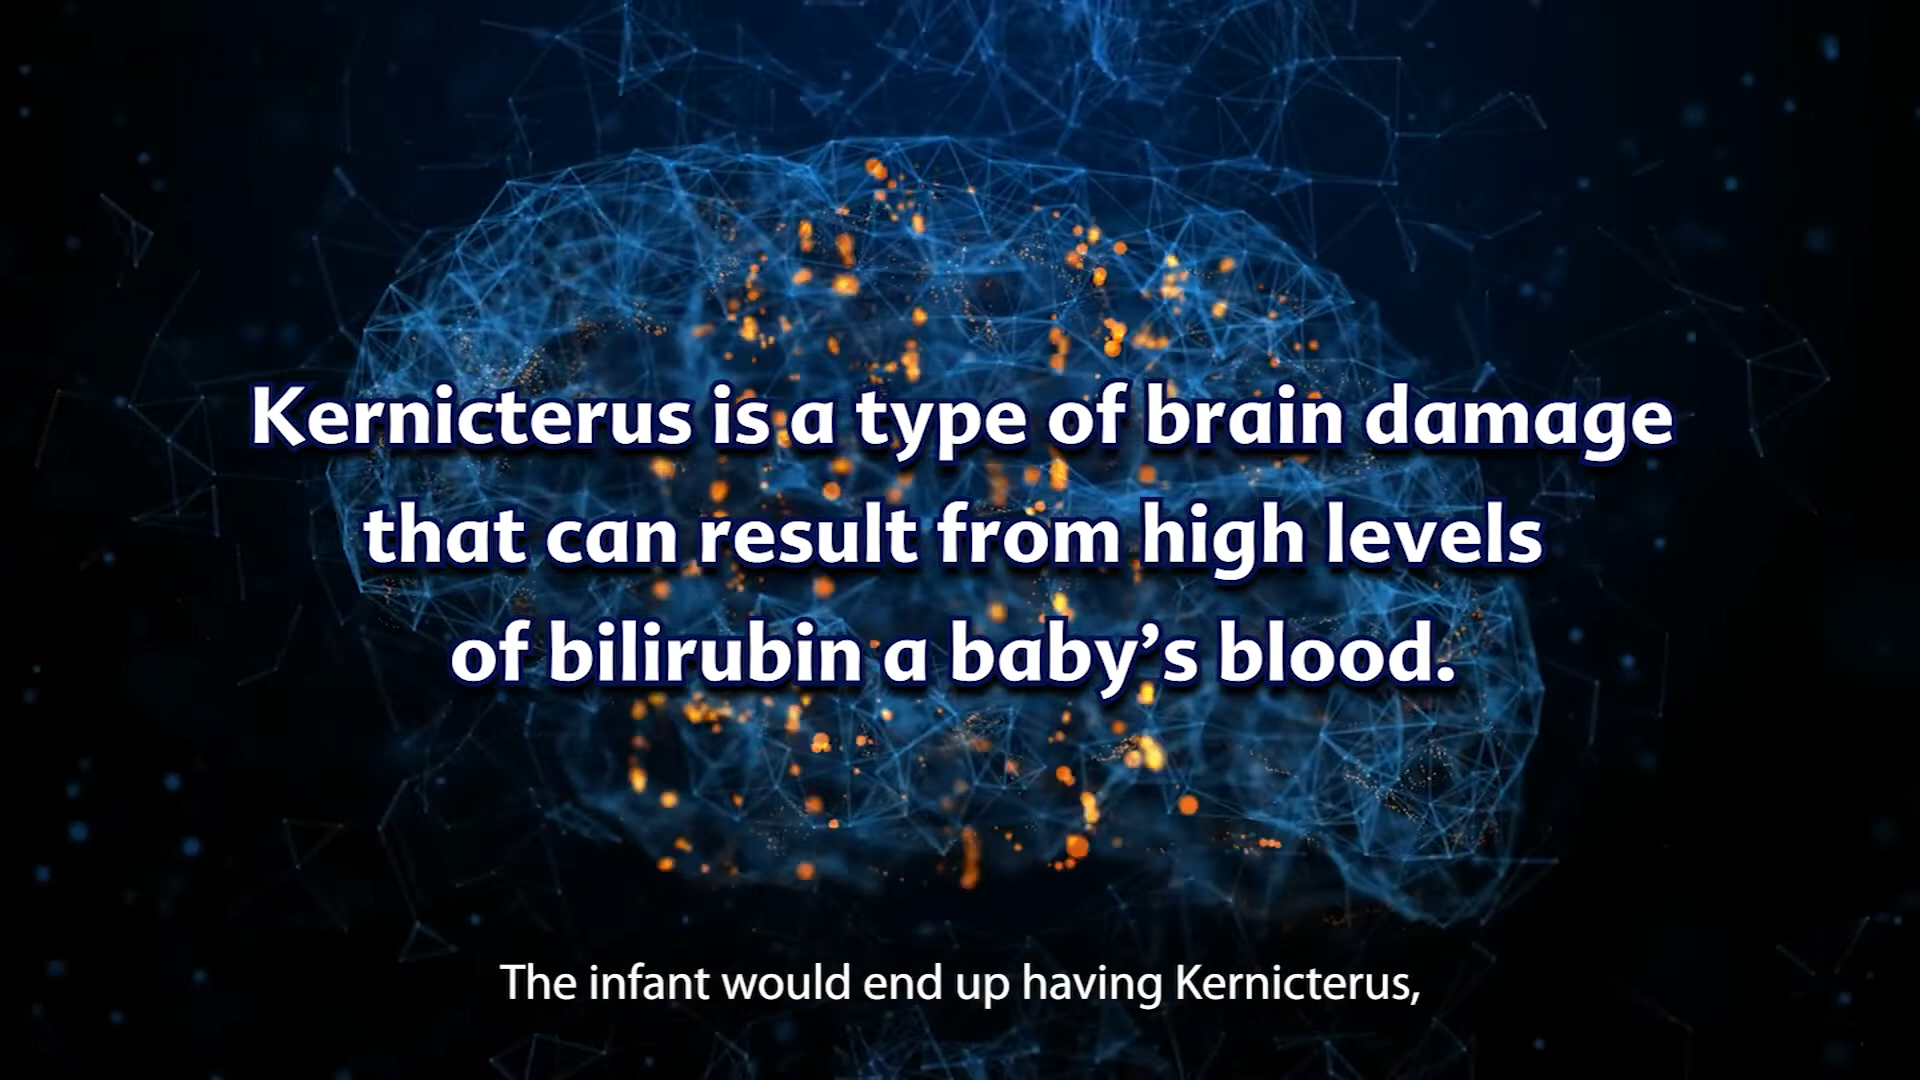 Kernicterus is a type of brain damage
that can result from high levels
of bilirubin a baby’s blood.
The infant would end up having Kernicterus,